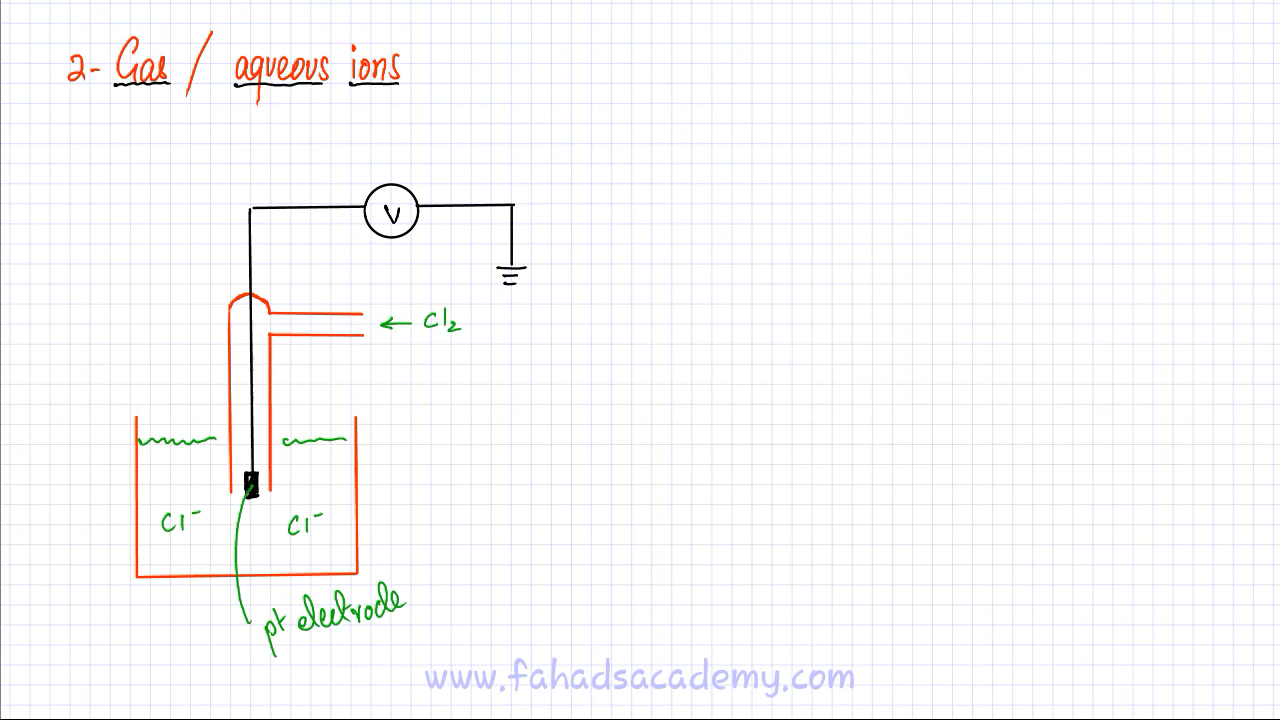 2- Gas / aqueous ions
V
← Cl₂
Cl⁻
Cl⁻
pt electrode
www.fahadsacademy.com